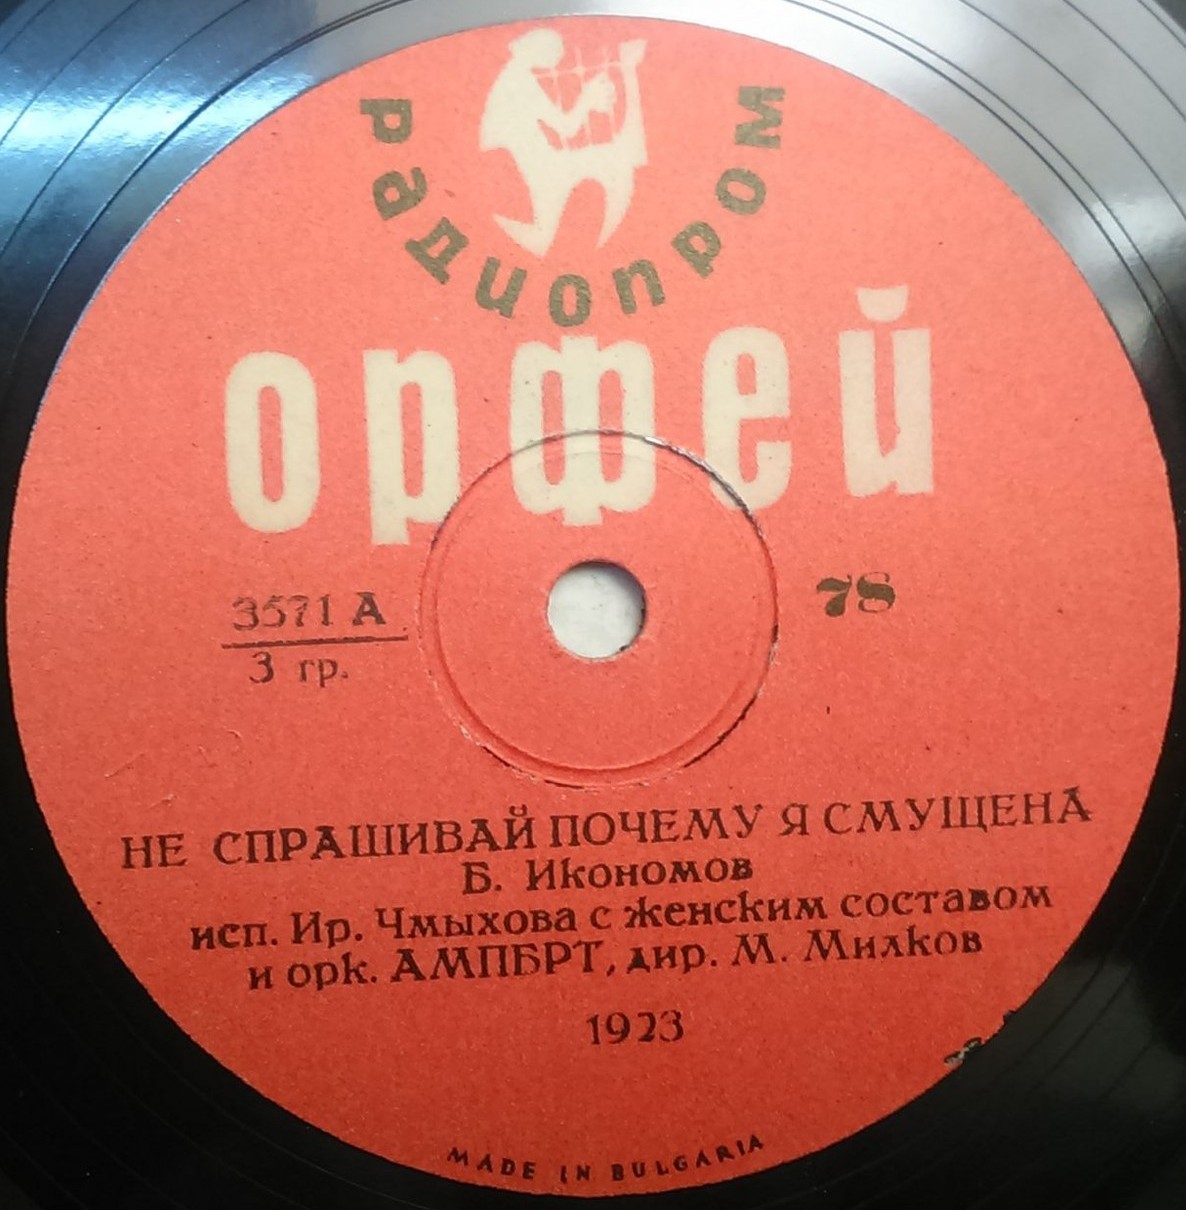 радиопром
орфей
3571 А
78
3 гр.
НЕ СПРАШИВАЙ ПОЧЕМУ Я СМУЩЕНА
Б. Икономов
исп. Ир. Чмыхова с женским составом
и орк. АМПБРТ, дир. М. Милков
1923
MADE IN BULGARIA